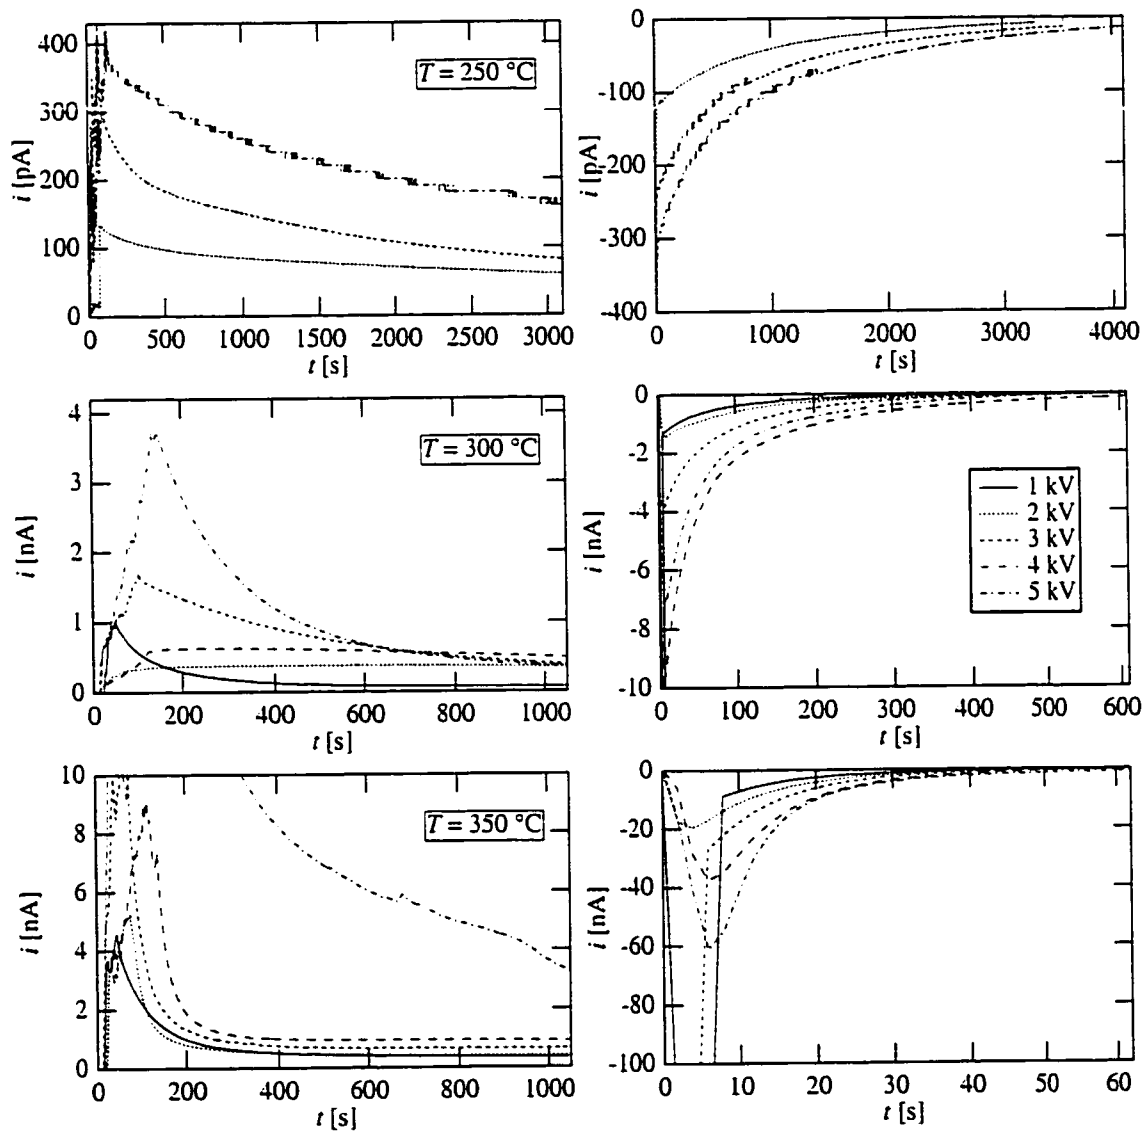 400
300
200
100
0
i [pA]
T = 250 °C
0 500 1000 1500 2000 2500 3000
t [s]
0
-100
-200
-300
-400
i [pA]
0 1000 2000 3000 4000
t [s]
4
3
2
1
0
i [nA]
T = 300 °C
0 200 400 600 800 1000
t [s]
0
-2
-4
-6
-8
-10
i [nA]
1 kV
2 kV
3 kV
4 kV
5 kV
0 100 200 300 400 500 600
t [s]
10
8
6
4
2
0
i [nA]
T = 350 °C
0 200 400 600 800 1000
t [s]
0
-20
-40
-60
-80
-100
i [nA]
0 10 20 30 40 50 60
t [s]